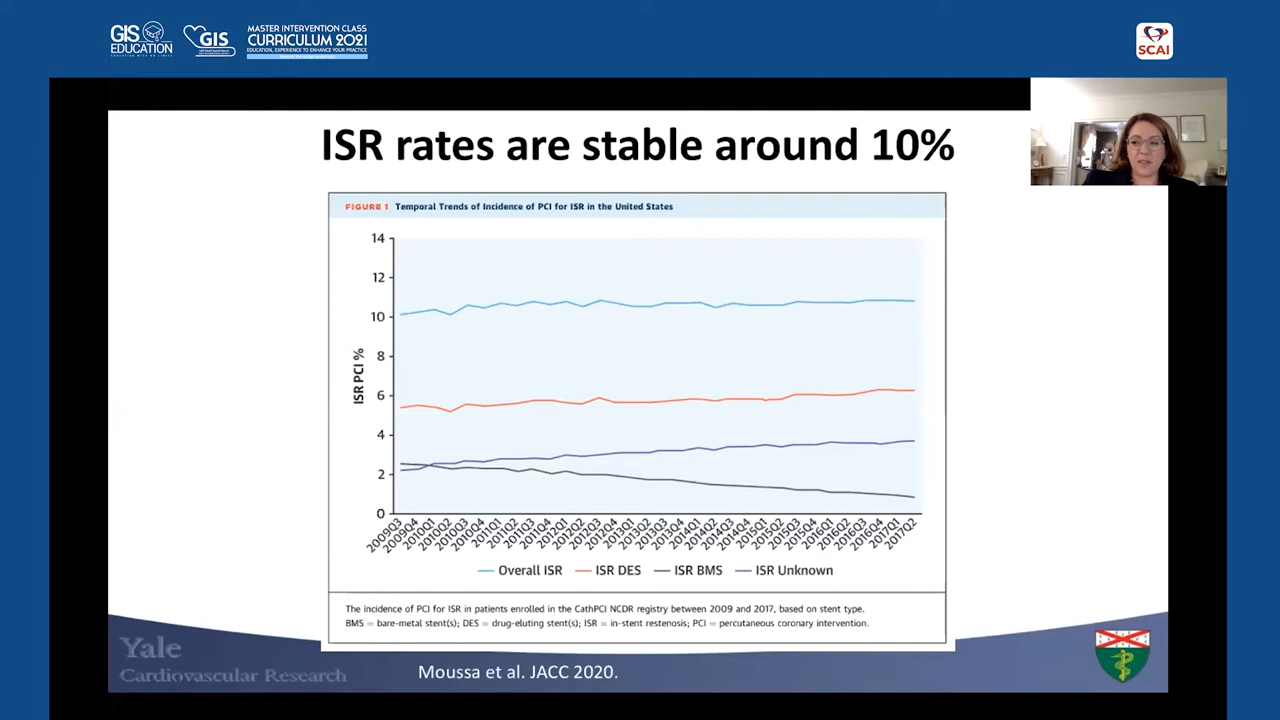 GIS
EDUCATION
EDUCATION WITH NO LIMITS
GIS
MASTER INTERVENTION CLASS
CURRICULUM 2021
EDUCATION, EXPERIENCE TO ENHANCE YOUR PRACTICE
SCAI
ISR rates are stable around 10%
FIGURE 1 Temporal Trends of Incidence of PCI for ISR in the United States
14
12
10
8
6
4
2
0
ISR PCI %
2009Q3
2009Q4
2010Q1
2010Q2
2010Q3
2010Q4
2011Q1
2011Q2
2011Q3
2011Q4
2012Q1
2012Q2
2012Q3
2012Q4
2013Q1
2013Q2
2013Q3
2013Q4
2014Q1
2014Q2
2014Q3
2014Q4
2015Q1
2015Q2
2015Q3
2015Q4
2016Q1
2016Q2
2016Q3
2016Q4
2017Q1
2017Q2
Overall ISR
ISR DES
ISR BMS
ISR Unknown
The incidence of PCI for ISR in patients enrolled in the CathPCI NCDR registry between 2009 and 2017, based on stent type.
BMS = bare-metal stent(s); DES = drug-eluting stent(s); ISR = in-stent restenosis; PCI = percutaneous coronary intervention.
Yale
Cardiovascular Research
Moussa et al. JACC 2020.